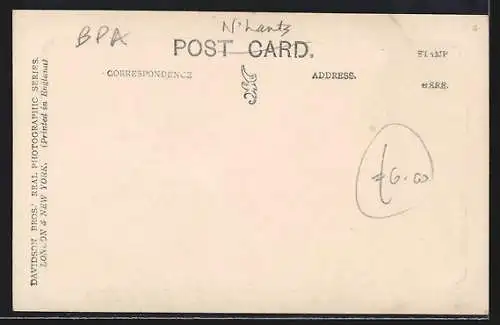 BPA
N'hants
POST CARD.
CORRESPONDENCE
ADDRESS.
STAMP
HERE.
£6.00
DAVIDSON BROS.' REAL PHOTOGRAPHIC SERIES.
LONDON & NEW YORK. (Printed in England)